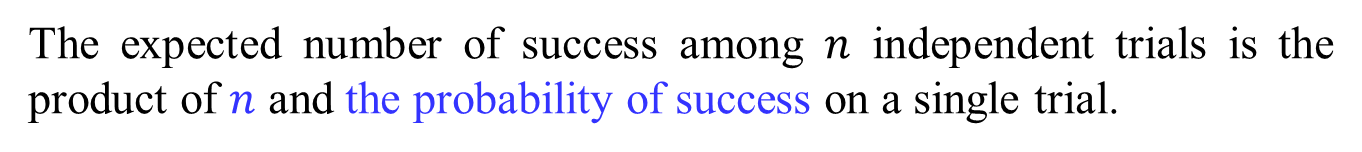 The expected number of success among n independent trials is the
product of n and the probability of success on a single trial.